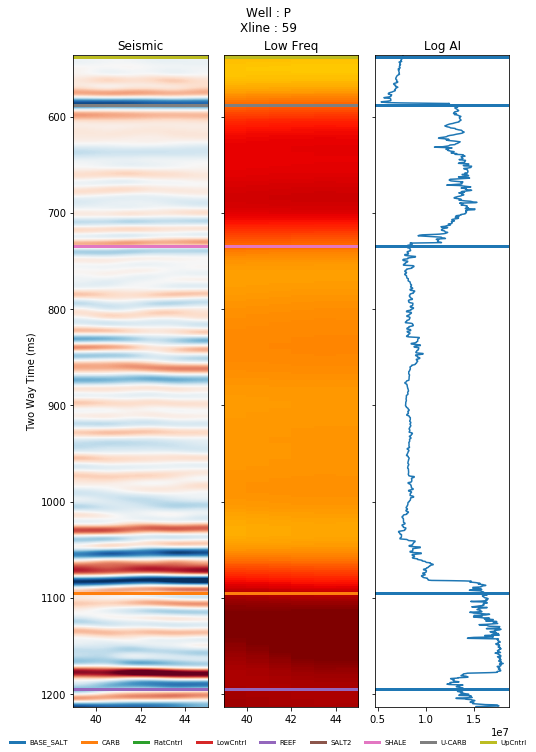 Well : P
Xline : 59
Seismic
Low Freq
Log AI
Two Way Time (ms)
600
700
800
900
1000
1100
1200
40 42 44
40 42 44
0.5 1.0 1.5
1e7
BASE_SALT CARB FlatCntrl LowCntrl REEF SALT2 SHALE U-CARB UpCntrl